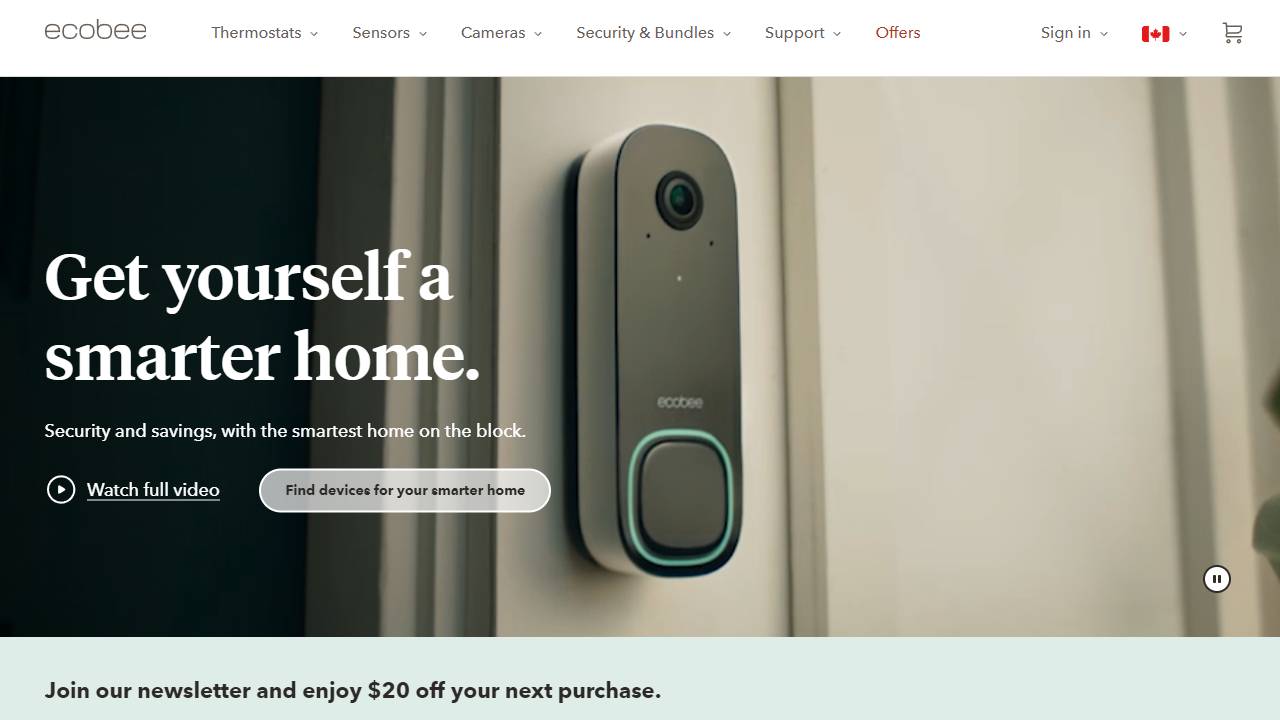 ecobee
Thermostats
Sensors
Cameras
Security & Bundles
Support
Offers
Sign in
Get yourself a
smarter home.
Security and savings, with the smartest home on the block.
Watch full video
Find devices for your smarter home
ecobee
Join our newsletter and enjoy $20 off your next purchase.